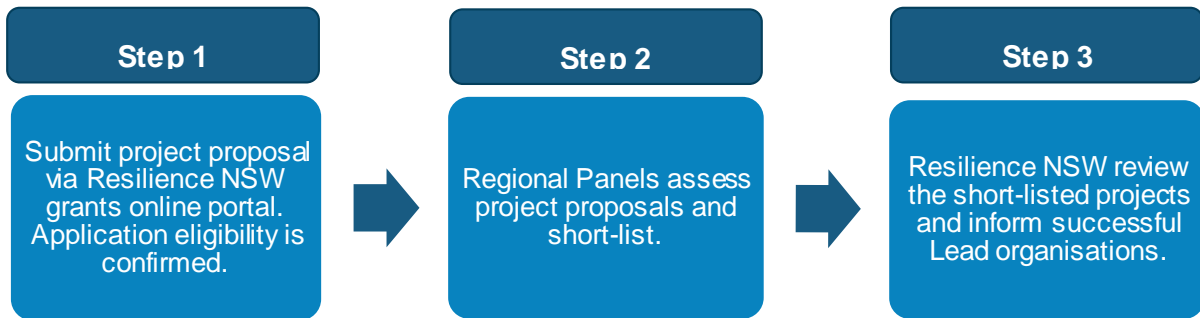 Step 1
Submit project proposal
via Resilience NSW
grants online portal.
Application eligibility is
confirmed.
Step 2
Regional Panels assess
project proposals and
short-list.
Step 3
Resilience NSW review
the short-listed projects
and inform successful
Lead organisations.